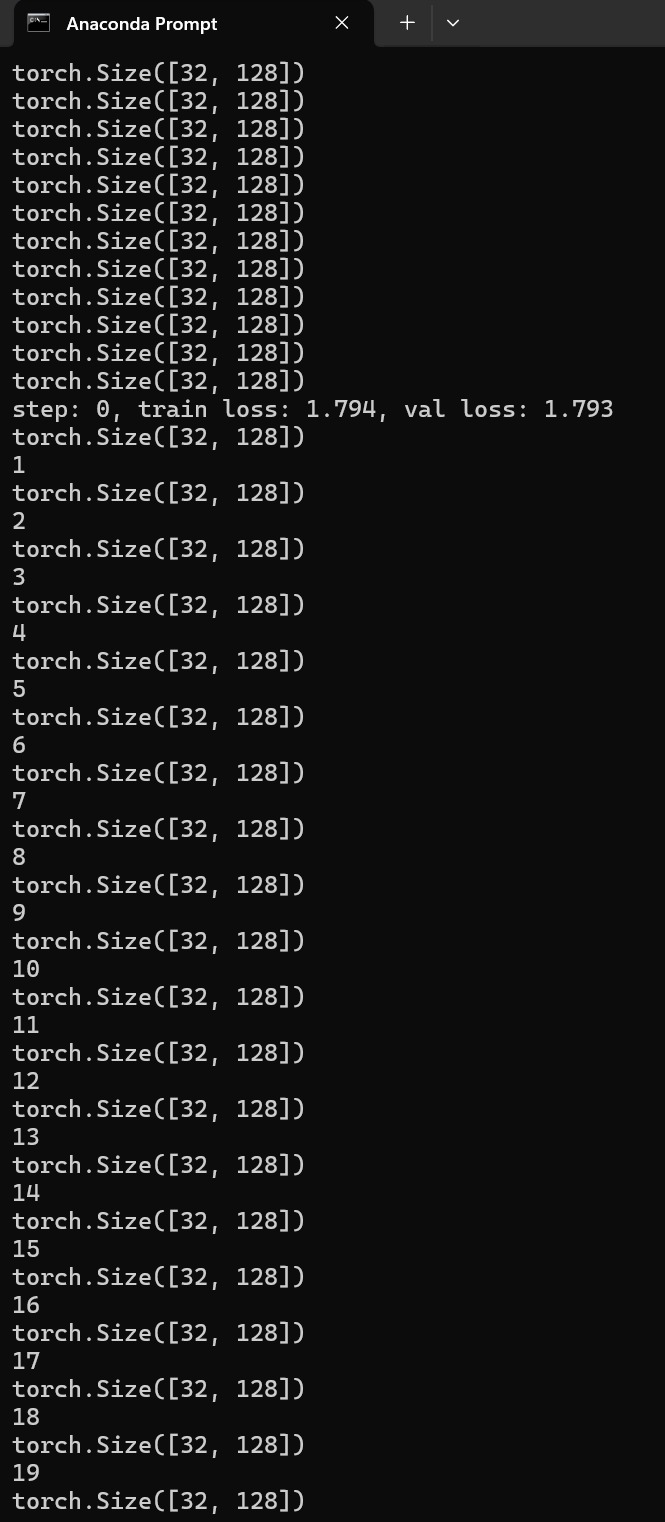 Anaconda Prompt
torch.Size([32, 128])
torch.Size([32, 128])
torch.Size([32, 128])
torch.Size([32, 128])
torch.Size([32, 128])
torch.Size([32, 128])
torch.Size([32, 128])
torch.Size([32, 128])
torch.Size([32, 128])
torch.Size([32, 128])
torch.Size([32, 128])
torch.Size([32, 128])
step: 0, train loss: 1.794, val loss: 1.793
torch.Size([32, 128])
1
torch.Size([32, 128])
2
torch.Size([32, 128])
3
torch.Size([32, 128])
4
torch.Size([32, 128])
5
torch.Size([32, 128])
6
torch.Size([32, 128])
7
torch.Size([32, 128])
8
torch.Size([32, 128])
9
torch.Size([32, 128])
10
torch.Size([32, 128])
11
torch.Size([32, 128])
12
torch.Size([32, 128])
13
torch.Size([32, 128])
14
torch.Size([32, 128])
15
torch.Size([32, 128])
16
torch.Size([32, 128])
17
torch.Size([32, 128])
18
torch.Size([32, 128])
19
torch.Size([32, 128])